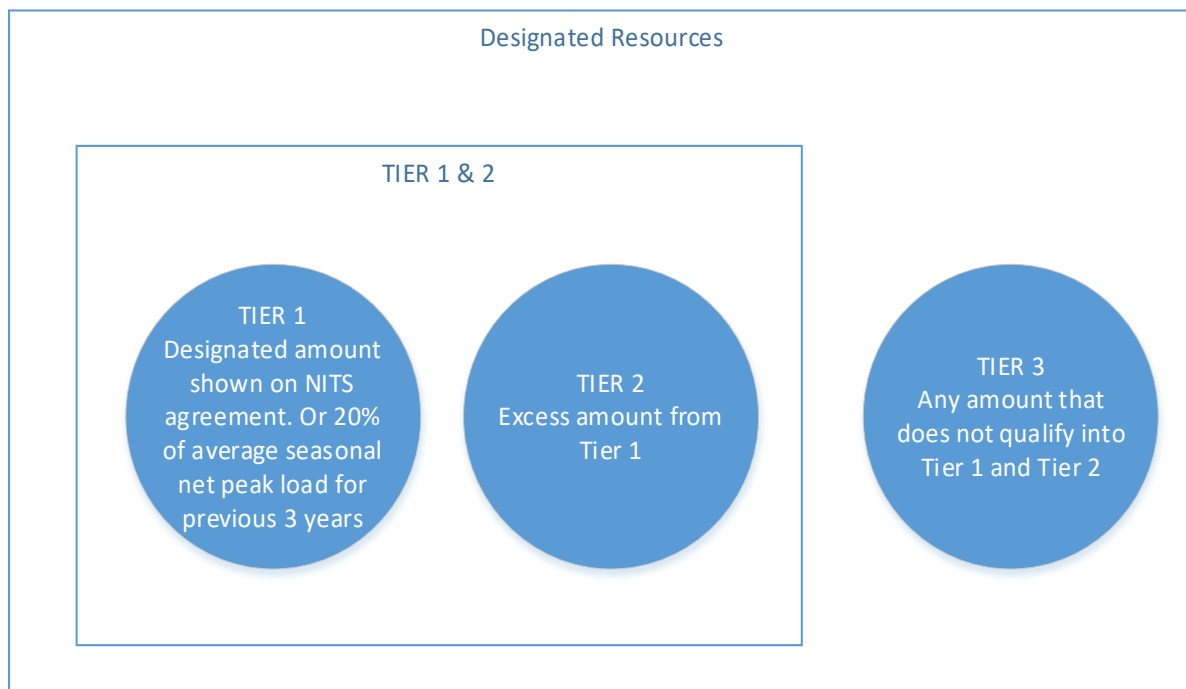 Designated Resources
TIER 1 & 2
TIER 1
Designated amount
shown on NITS
agreement. Or 20%
of average seasonal
net peak load for
previous 3 years
TIER 2
Excess amount from
Tier 1
TIER 3
Any amount that
does not qualify into
Tier 1 and Tier 2